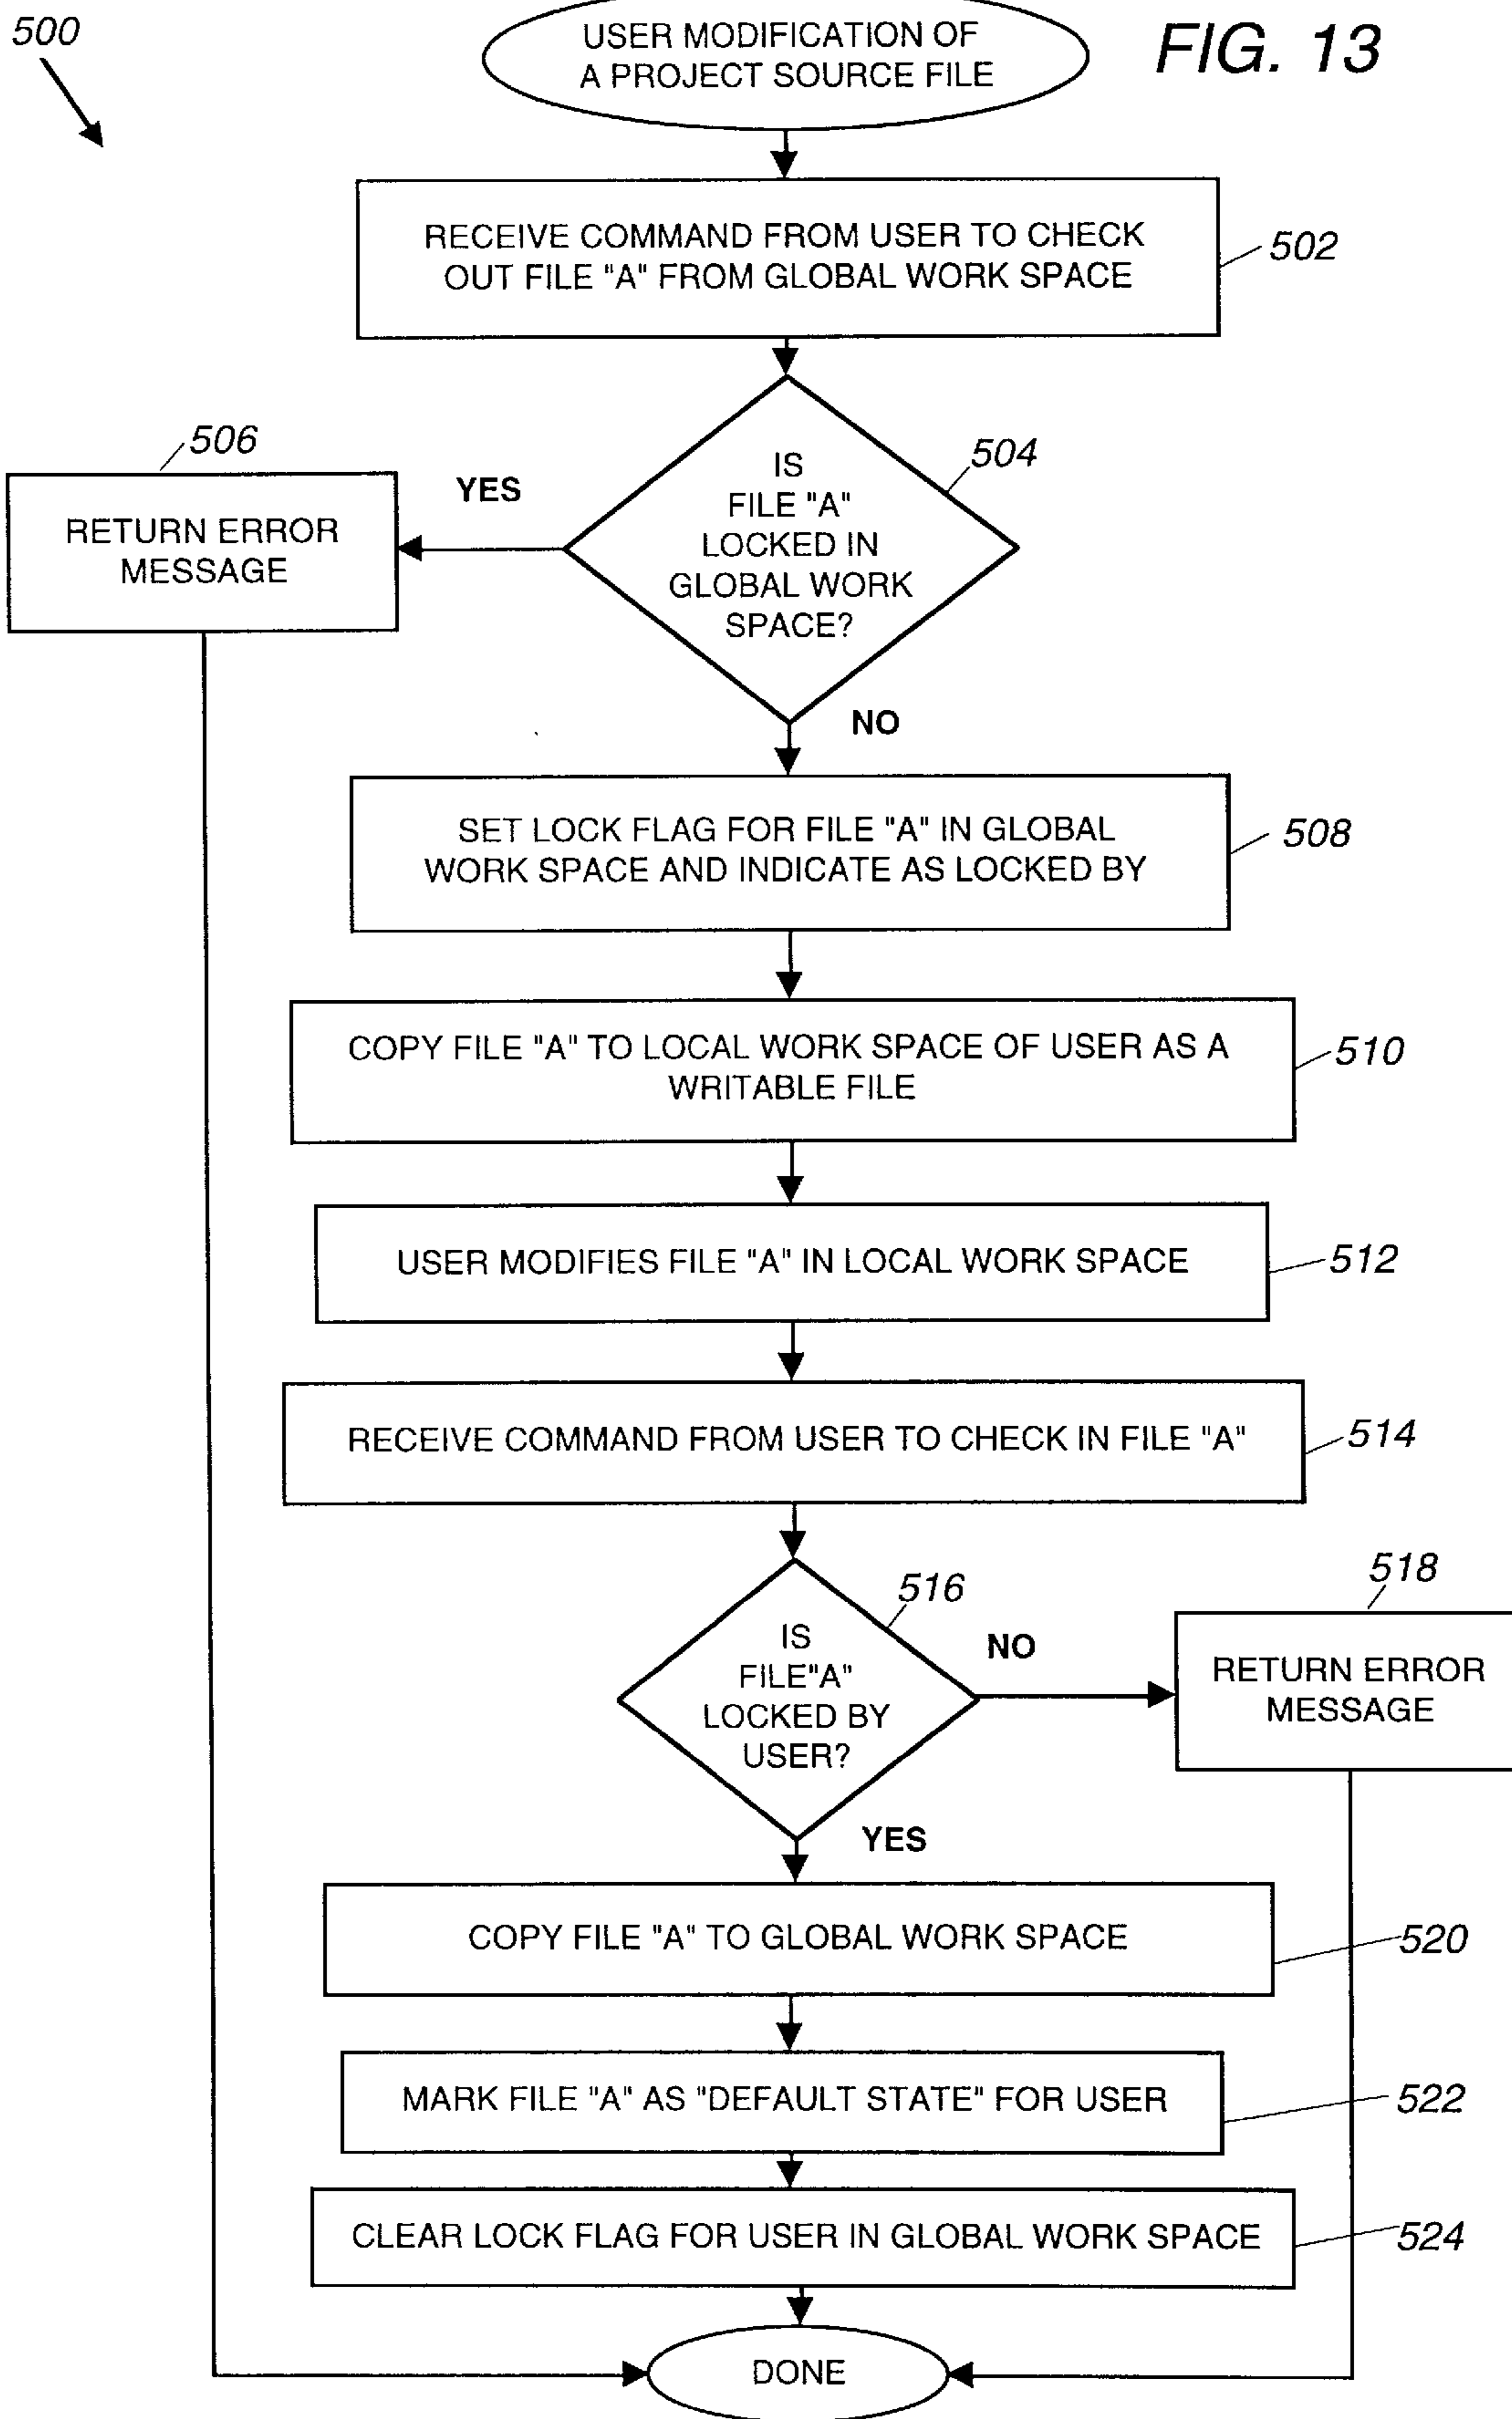 500
USER MODIFICATION OF
A PROJECT SOURCE FILE
FIG. 13
RECEIVE COMMAND FROM USER TO CHECK
OUT FILE "A" FROM GLOBAL WORK SPACE
502
506
RETURN ERROR
MESSAGE
YES
IS
FILE "A"
LOCKED IN
GLOBAL WORK
SPACE?
504
NO
SET LOCK FLAG FOR FILE "A" IN GLOBAL
WORK SPACE AND INDICATE AS LOCKED BY
508
COPY FILE "A" TO LOCAL WORK SPACE OF USER AS A
WRITABLE FILE
510
USER MODIFIES FILE "A" IN LOCAL WORK SPACE
512
RECEIVE COMMAND FROM USER TO CHECK IN FILE "A"
514
IS
FILE"A"
LOCKED BY
USER?
516
NO
518
RETURN ERROR
MESSAGE
YES
COPY FILE "A" TO GLOBAL WORK SPACE
520
MARK FILE "A" AS "DEFAULT STATE" FOR USER
522
CLEAR LOCK FLAG FOR USER IN GLOBAL WORK SPACE
524
DONE